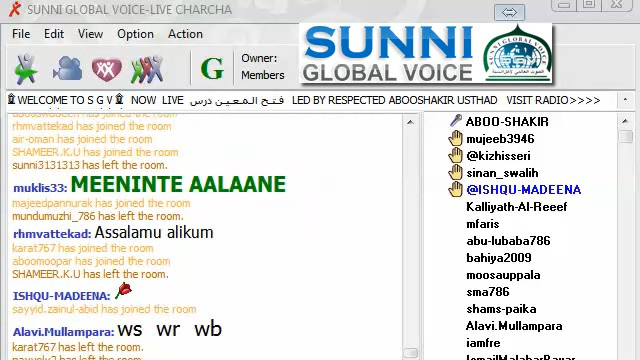 SUNNI GLOBAL VOICE-LIVE CHARCHA
File Edit View Option Action
SUNNI
GLOBAL VOICE
G
Owner:
Members
WELCOME TO S G V NOW LIVE فتح المعين درس LED BY RESPECTED ABOOSHAKIR USTHAD VISIT RADIO>>>>
rhmvattekad has joined the room
air-oman has joined the room
SHAMEER.K.U has joined the room
sunni3131313 has left the room.
muklis33: MEENINTE AALAANE
majeedpannurak has joined the room
mundumuzhi_786 has left the room.
rhmvattekad: Assalamu alikum
karat767 has joined the room
aboomoopar has joined the room
SHAMEER.K.U has left the room.
ISHQU-MADEENA:
sayyid.zainul-abid has joined the room
Alavi.Mullampara: ws wr wb
karat767 has left the room.
ABOO-SHAKIR
mujeeb3946
@kizhisseri
sinan_swalih
@ISHQU-MADEENA
Kalliyath-Al-Reeef
mfaris
abu-lubaba786
bahiya2009
moosauppala
sma786
shams-paika
Alavi.Mullampara
iamfre